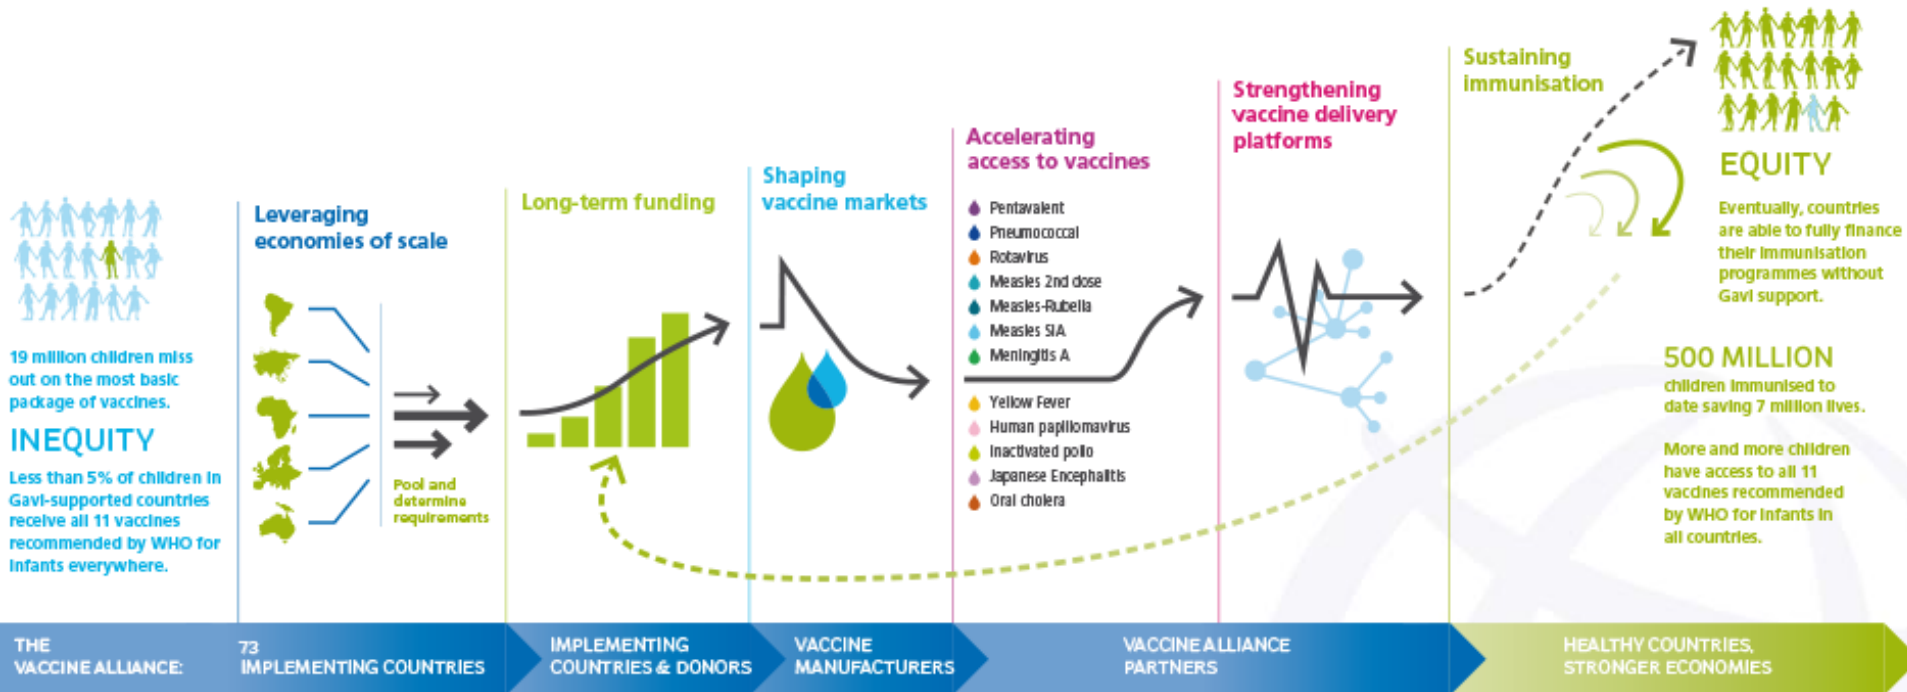 19 million children miss
out on the most basic
package of vaccines.
INEQUITY
Less than 5% of children in
Gavi-supported countries
receive all 11 vaccines
recommended by WHO for
infants everywhere.
Leveraging
economies of scale
Pool and
determine
requirements
Long-term funding
Shaping
vaccine markets
Accelerating
access to vaccines
Pentavalent
Pneumococcal
Rotavirus
Measles 2nd dose
Measles-Rubella
Measles SIA
Meningitis A
Yellow Fever
Human papillomavirus
Inactivated polio
Japanese Encephalitis
Oral cholera
Strengthening
vaccine delivery
platforms
Sustaining
immunisation
EQUITY
Eventually, countries
are able to fully finance
their immunisation
programmes without
Gavi support.
500 MILLION
children immunised to
date saving 7 million lives.
More and more children
have access to all 11
vaccines recommended
by WHO for infants in
all countries.
THE
VACCINE ALLIANCE:
73
IMPLEMENTING COUNTRIES
IMPLEMENTING
COUNTRIES & DONORS
VACCINE
MANUFACTURERS
VACCINE ALLIANCE
PARTNERS
HEALTHY COUNTRIES,
STRONGER ECONOMIES